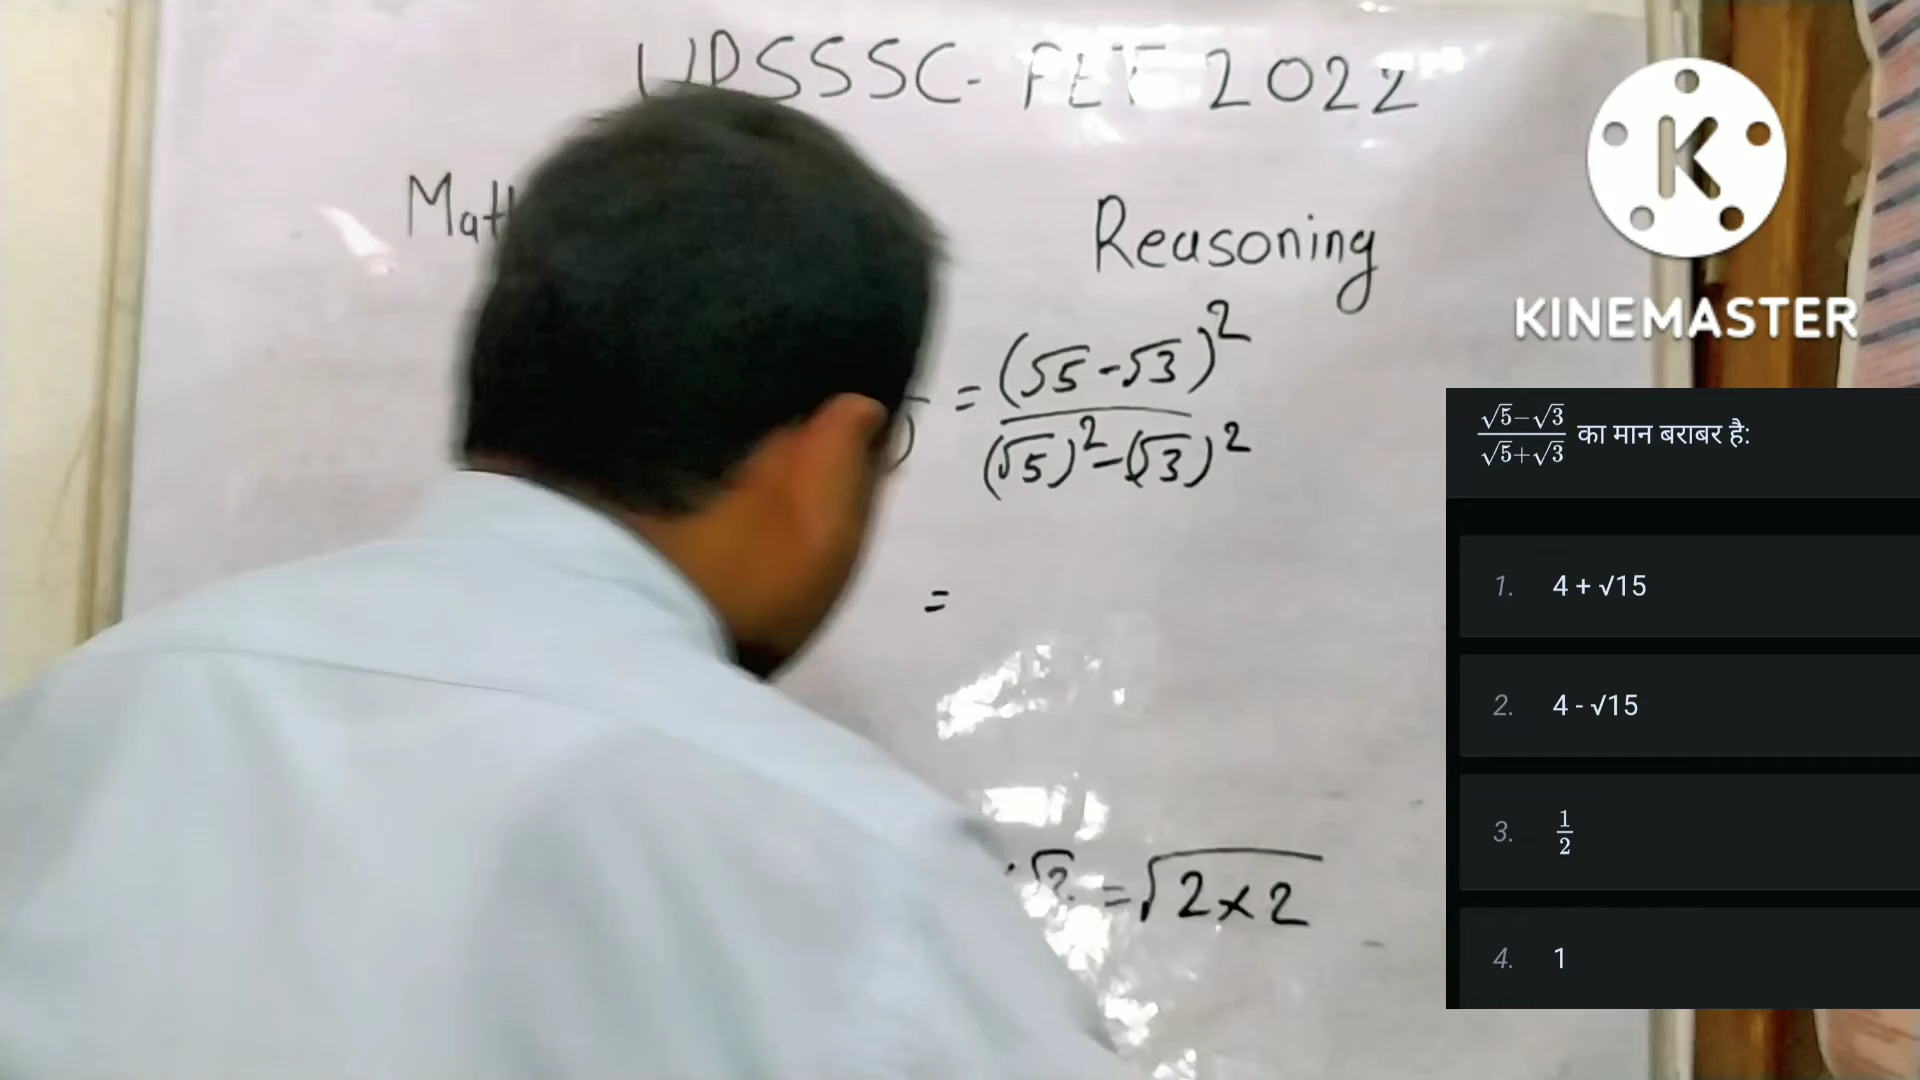 UPSSSC- PET 2022
Reasoning
= (√5-√3)²
(√5)²-(√3)²
=
√2 = √2×2
KINEMASTER
√5−√3
√5+√3 का मान बराबर है:
1. 4 + √15
2. 4 - √15
3. 1/2
4. 1